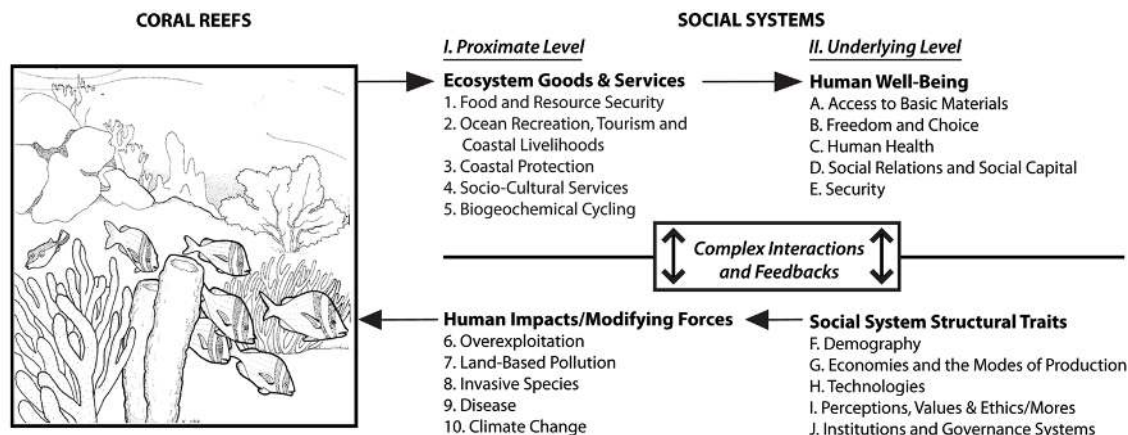 CORAL REEFS
SOCIAL SYSTEMS
I. Proximate Level
II. Underlying Level
Ecosystem Goods & Services
1. Food and Resource Security
2. Ocean Recreation, Tourism and
Coastal Livelihoods
3. Coastal Protection
4. Socio-Cultural Services
5. Biogeochemical Cycling
Human Well-Being
A. Access to Basic Materials
B. Freedom and Choice
C. Human Health
D. Social Relations and Social Capital
E. Security
Complex Interactions
and Feedbacks
Human Impacts/Modifying Forces
6. Overexploitation
7. Land-Based Pollution
8. Invasive Species
9. Disease
10. Climate Change
Social System Structural Traits
F. Demography
G. Economies and the Modes of Production
H. Technologies
I. Perceptions, Values & Ethics/Mores
J. Institutions and Governance Systems